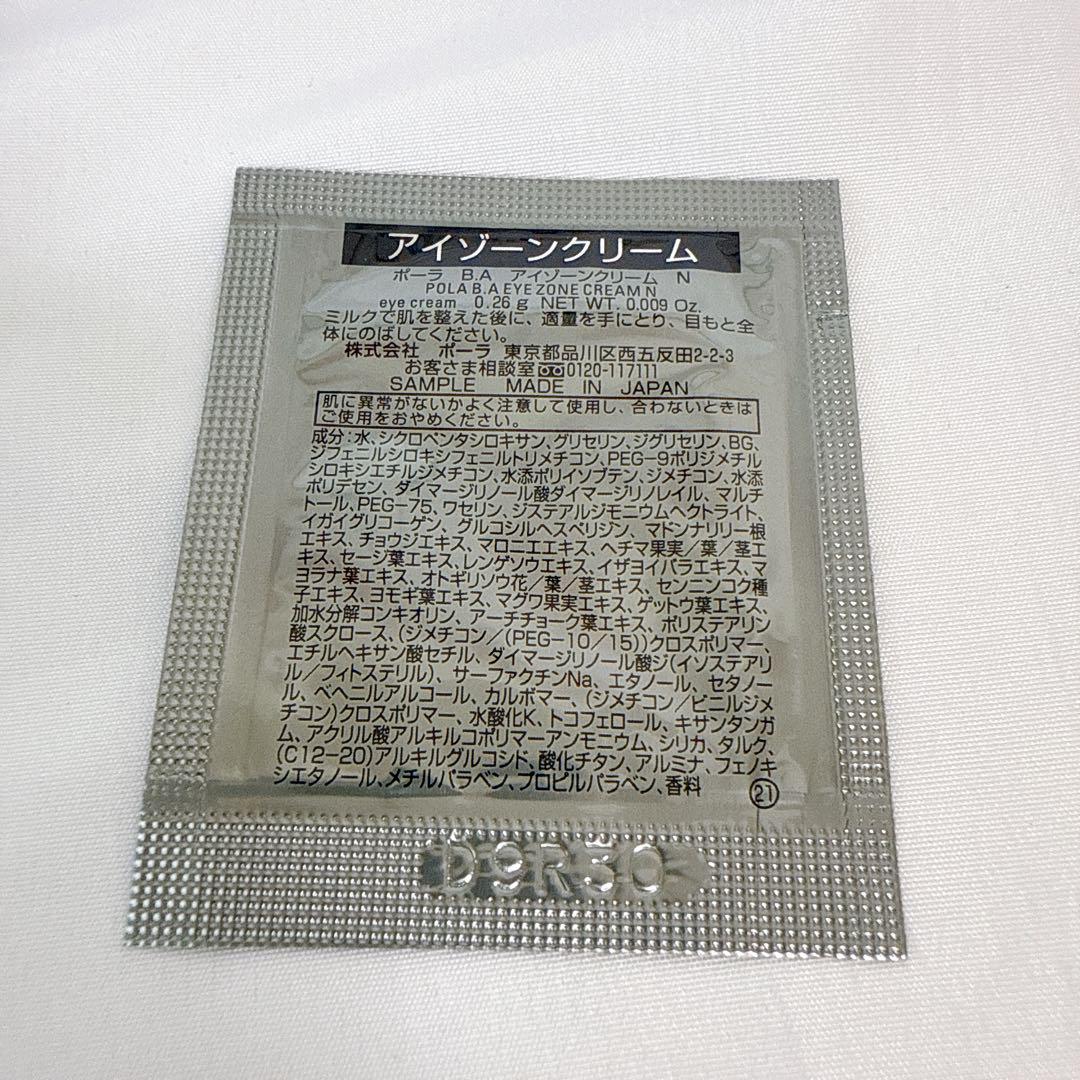 アイゾーンクリーム
ポーラ B.A アイゾーンクリーム N
POLA B.A EYE ZONE CREAM N
eye cream 0.26 g NET WT. 0.009 Oz.
ミルクで肌を整えた後に、適量を手にとり、目もと全
体にのばしてください。
株式会社 ポーラ 東京都品川区西五反田2-2-3
お客さま相談室 0120-117111
SAMPLE MADE IN JAPAN
肌に異常がないかよく注意して使用し、合わないときは
ご使用をおやめください。
成分：水、シクロペンタシロキサン、グリセリン、ジグリセリン、BG、
ジフェニルシロキシフェニルトリメチコン、PEG-9ポリジメチル
シロキシエチルジメチコン、水添ポリイソブテン、ジメチコン、水添
ポリデセン、ダイマージリノール酸ダイマージリノレイル、マルチ
トール、PEG-75、ワセリン、ジステアルジモニウムヘクトライト、
イガイグリコーゲン、グルコシルヘスペリジン、マドンナリリー根
エキス、チョウジエキス、マロニエエキス、ヘチマ果実／葉／茎エ
キス、セージ葉エキス、レンゲソウエキス、イザヨイバラエキス、マ
ヨラナ葉エキス、オトギリソウ花／葉／茎エキス、センニンコク種
子エキス、ヨモギ葉エキス、マグワ果実エキス、ゲットウ葉エキス、
加水分解コンキオリン、アーチチョーク葉エキス、ポリステアリン
酸スクロース、(ジメチコン／(PEG-10／15))クロスポリマー、
エチルヘキサン酸セチル、ダイマージリノール酸ジ(イソステアリ
ル／フィトステリル)、サーファクチンNa、エタノール、セタノー
ル、ベヘニルアルコール、カルボマー、(ジメチコン／ビニルジメ
チコン)クロスポリマー、水酸化K、トコフェロール、キサンタンガ
ム、アクリル酸アルキルコポリマーアンモニウム、シリカ、タルク、
(C12-20)アルキルグルコシド、酸化チタン、アルミナ、フェノキ
シエタノール、メチルパラベン、プロピルパラベン、香料 ㉑
D9R30